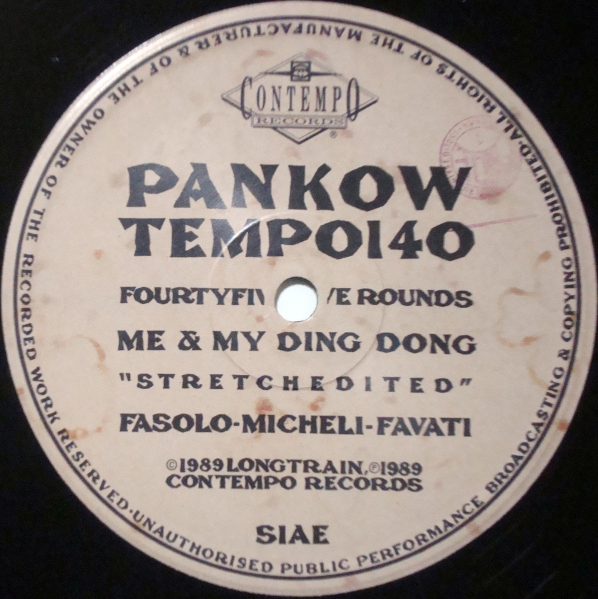 CONTEMPO
RECORDS
®
PANKOW
TEMPO140
FOURTYFIVE ROUNDS
ME & MY DING DONG
"STRETCHEDITED"
FASOLO-MICHELI-FAVATI
©1989 LONGTRAIN, ℗1989
CONTEMPO RECORDS
SIAE
ALL RIGHTS OF THE MANUFACTURER & OF THE OWNER OF THE RECORDED WORK RESERVED·UNAUTHORISED PUBLIC PERFORMANCE BROADCASTING & COPYING PROHIBITED·